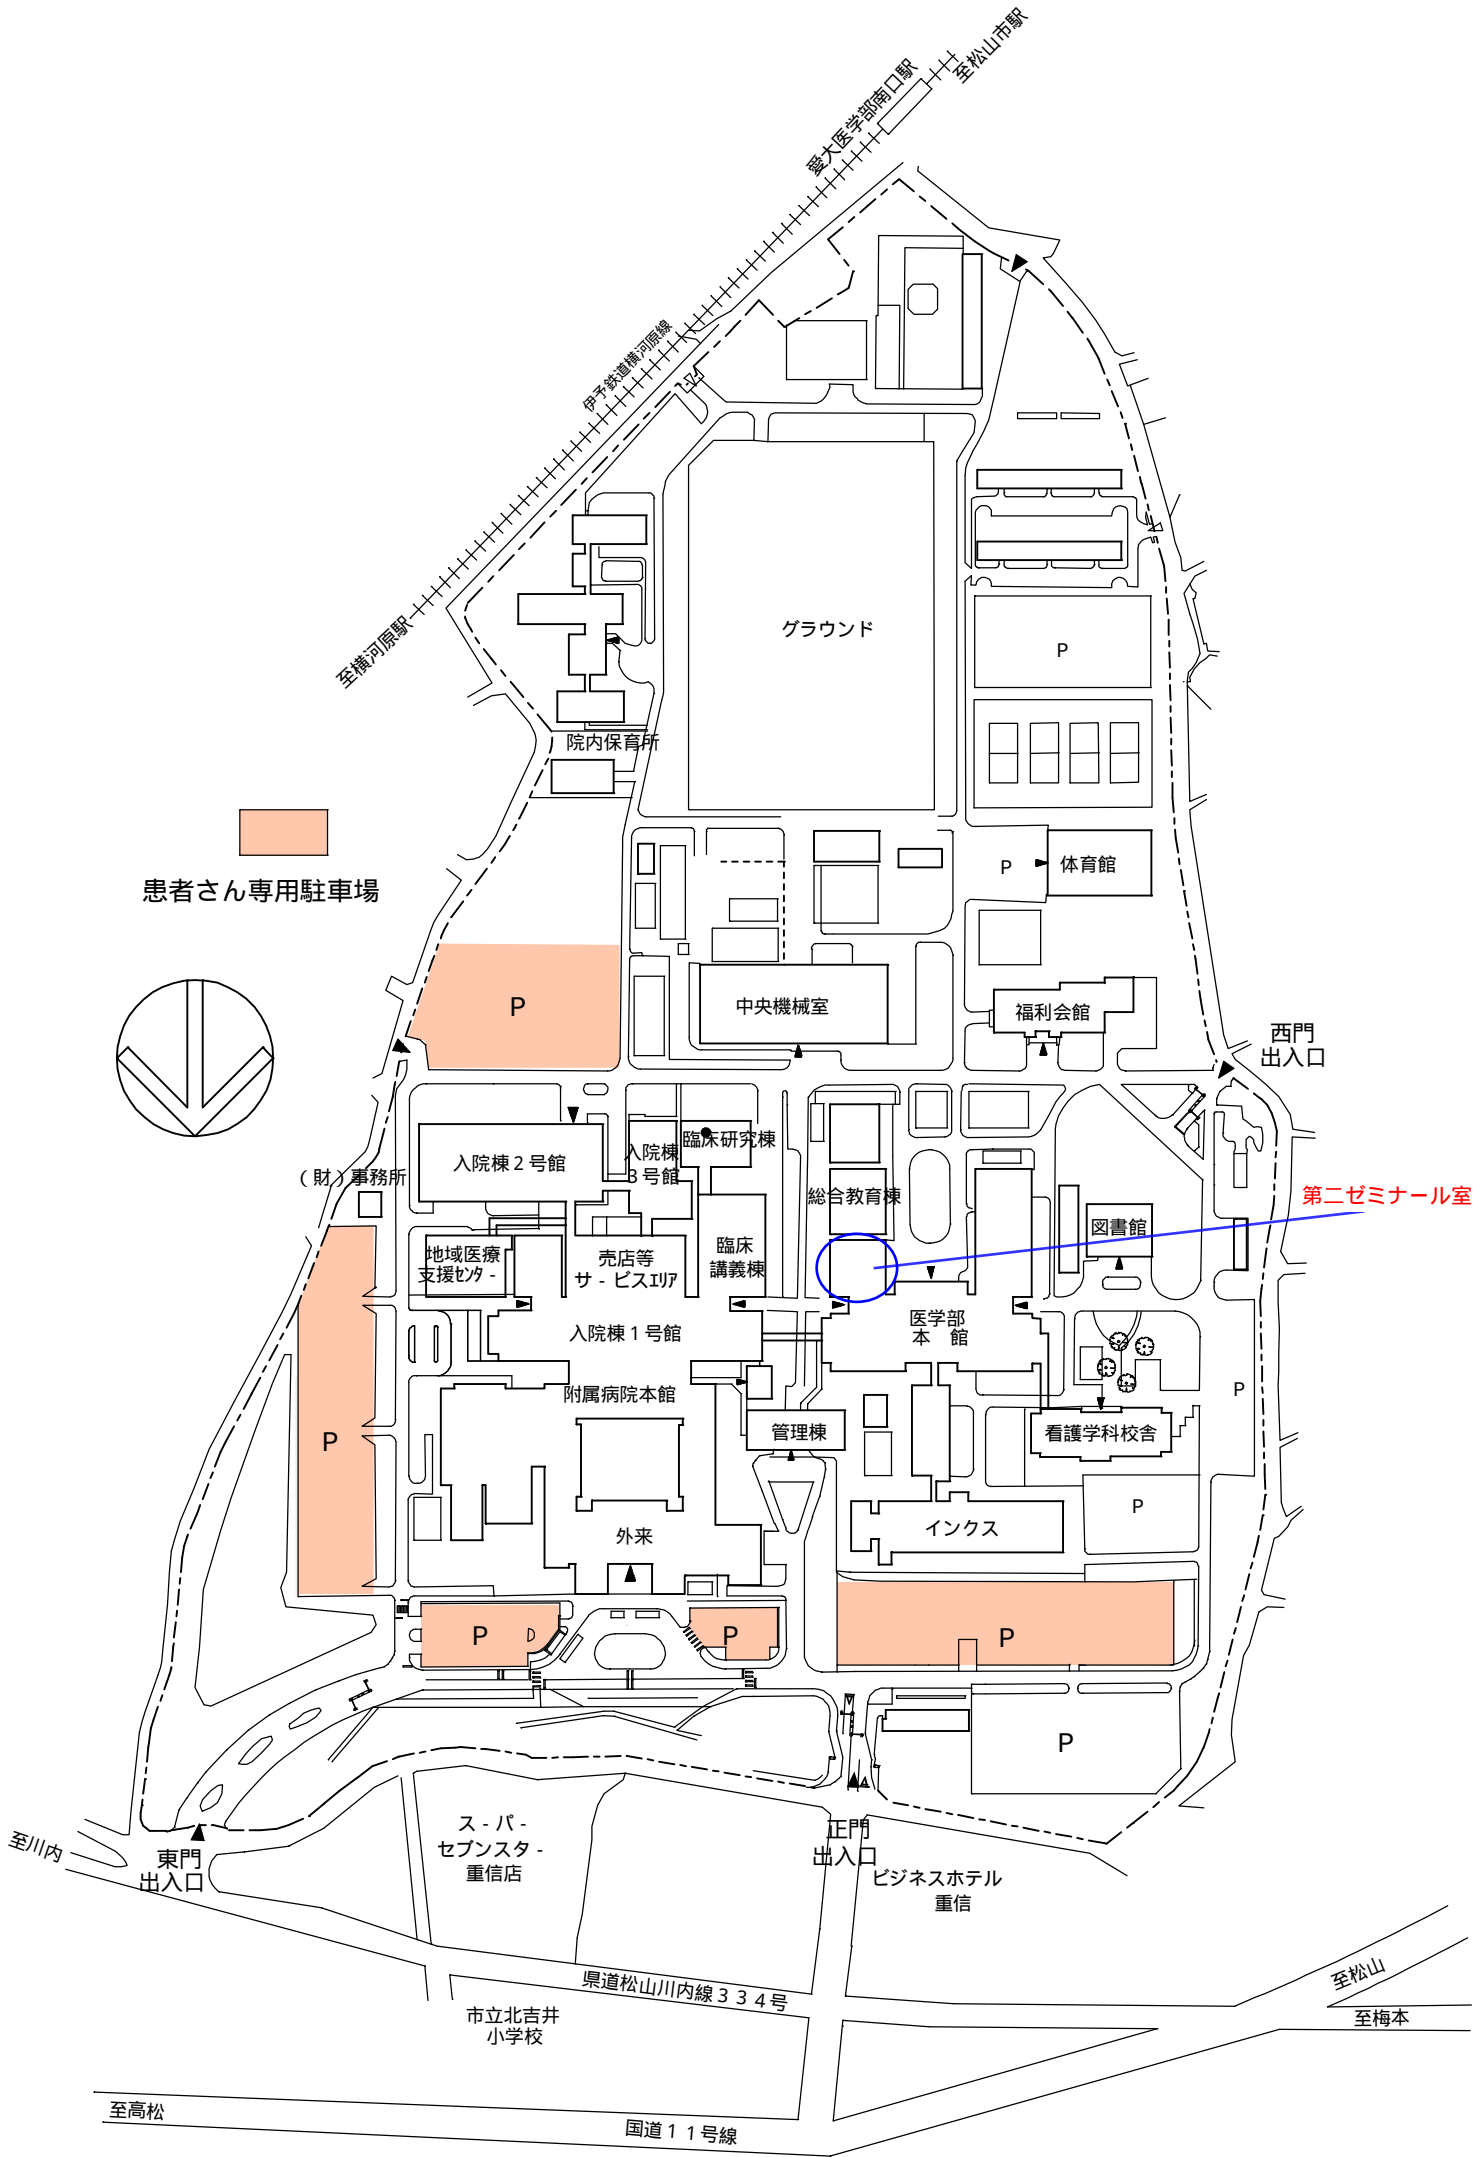 至松山市駅
愛大医学部南口駅
伊予鉄道横河原線
至横河原駅
グラウンド
P
院内保育所
患者さん専用駐車場
P
体育館
P
中央機械室
福利会館
西門
出入口
入院棟２号館
入院棟
３号館
臨床研究棟
（財）事務所
総合教育棟
第二ゼミナール室
図書館
地域医療
支援ｾﾝﾀ-
売店等
サ-ビスｴﾘｱ
臨床
講義棟
入院棟１号館
医学部
本　館
附属病院本館
P
管理棟
看護学科校舎
P
P
インクス
外来
P
P
P
P
ス-パ-
セブンスタ-
重信店
正門
出入口
ビジネスホテル
重信
至川内
東門
出入口
県道松山川内線３３４号
至松山
至梅本
市立北吉井
小学校
至高松
国道１１号線